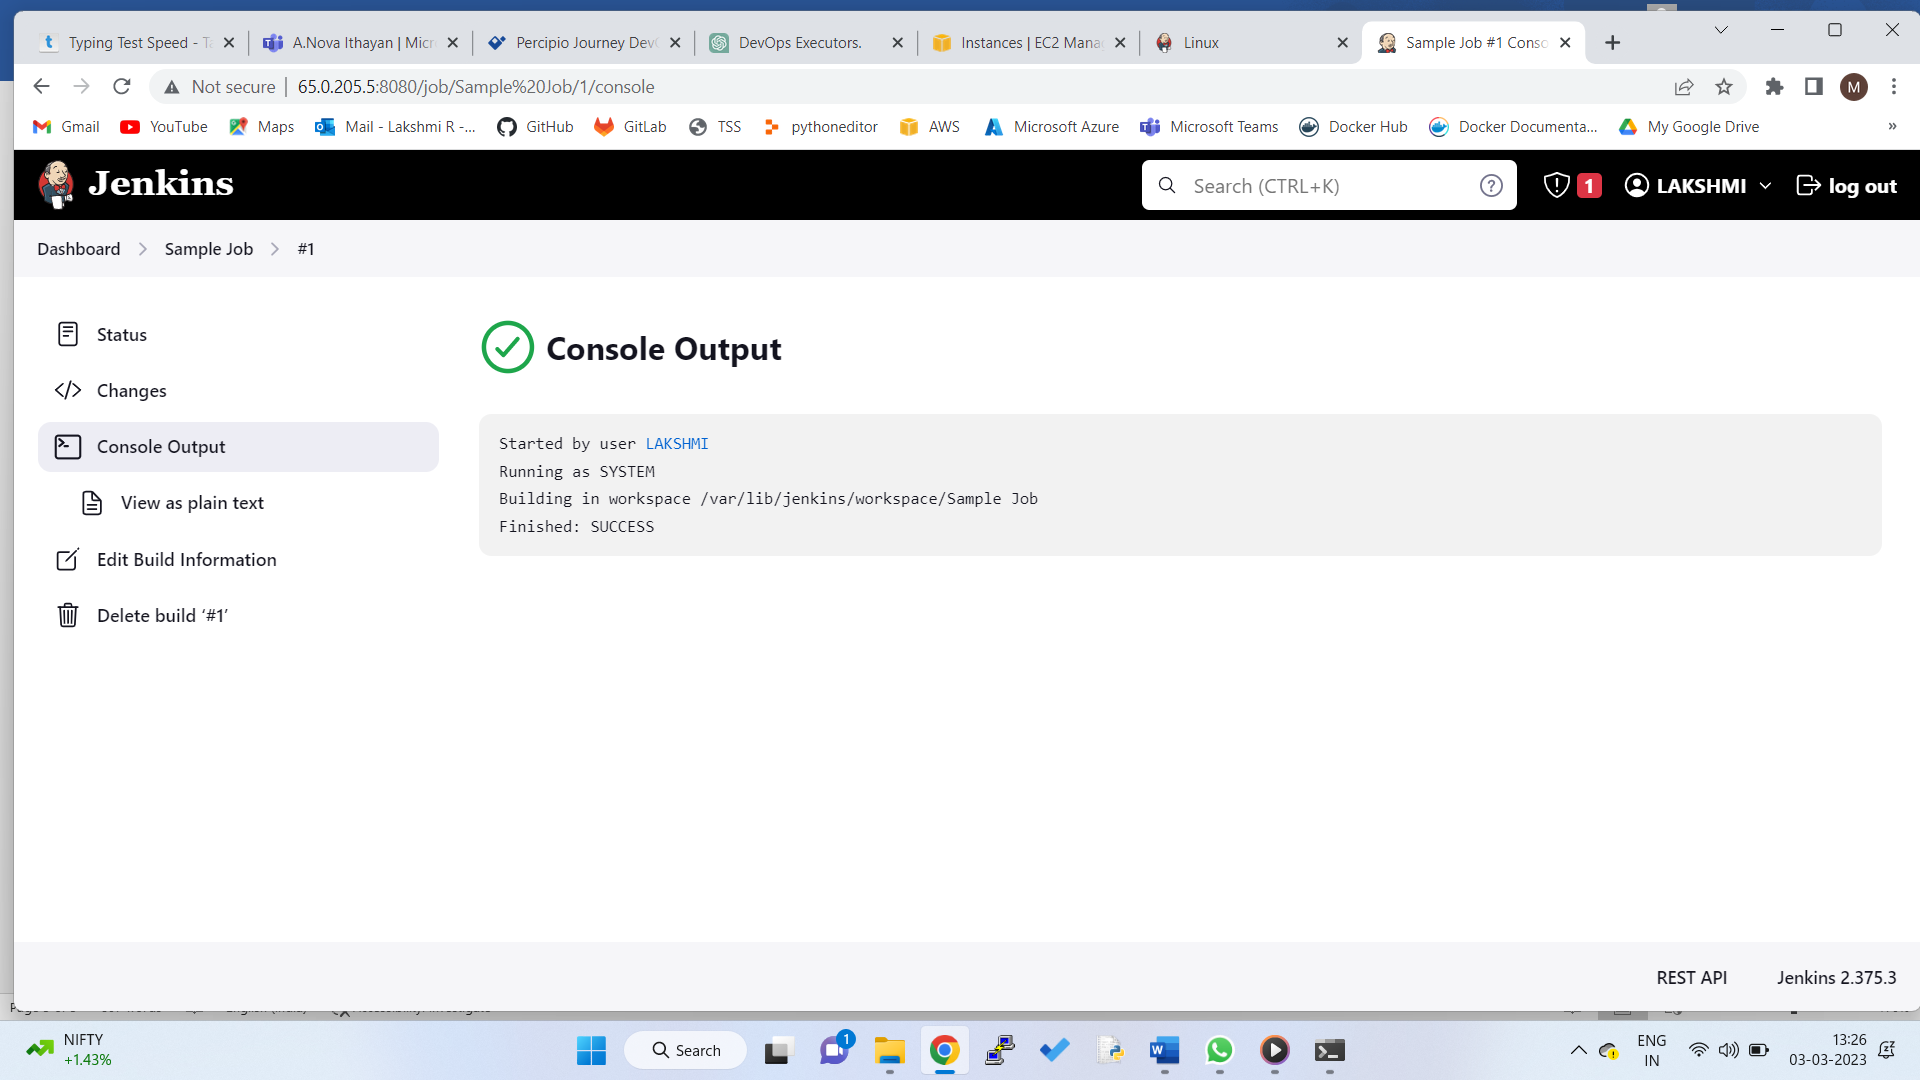 Typing Test Speed - Ta
A.Nova Ithayan | Micr
Percipio Journey Dev
DevOps Executors.
Instances | EC2 Mana
Linux
Sample Job #1 Conso
Not secure
65.0.205.5:8080/job/Sample%20Job/1/console
M
Gmail
YouTube
Maps
Mail - Lakshmi R -...
GitHub
GitLab
TSS
pythoneditor
AWS
Microsoft Azure
Microsoft Teams
Docker Hub
Docker Documenta...
My Google Drive
»
Jenkins
Search (CTRL+K)
1
LAKSHMI
log out
Dashboard
Sample Job
#1
Status
Changes
Console Output
View as plain text
Edit Build Information
Delete build ‘#1’
Console Output
Started by user LAKSHMI
Running as SYSTEM
Building in workspace /var/lib/jenkins/workspace/Sample Job
Finished: SUCCESS
REST API
Jenkins 2.375.3
NIFTY
+1.43%
Search
1
ENG
IN
13:26
03-03-2023